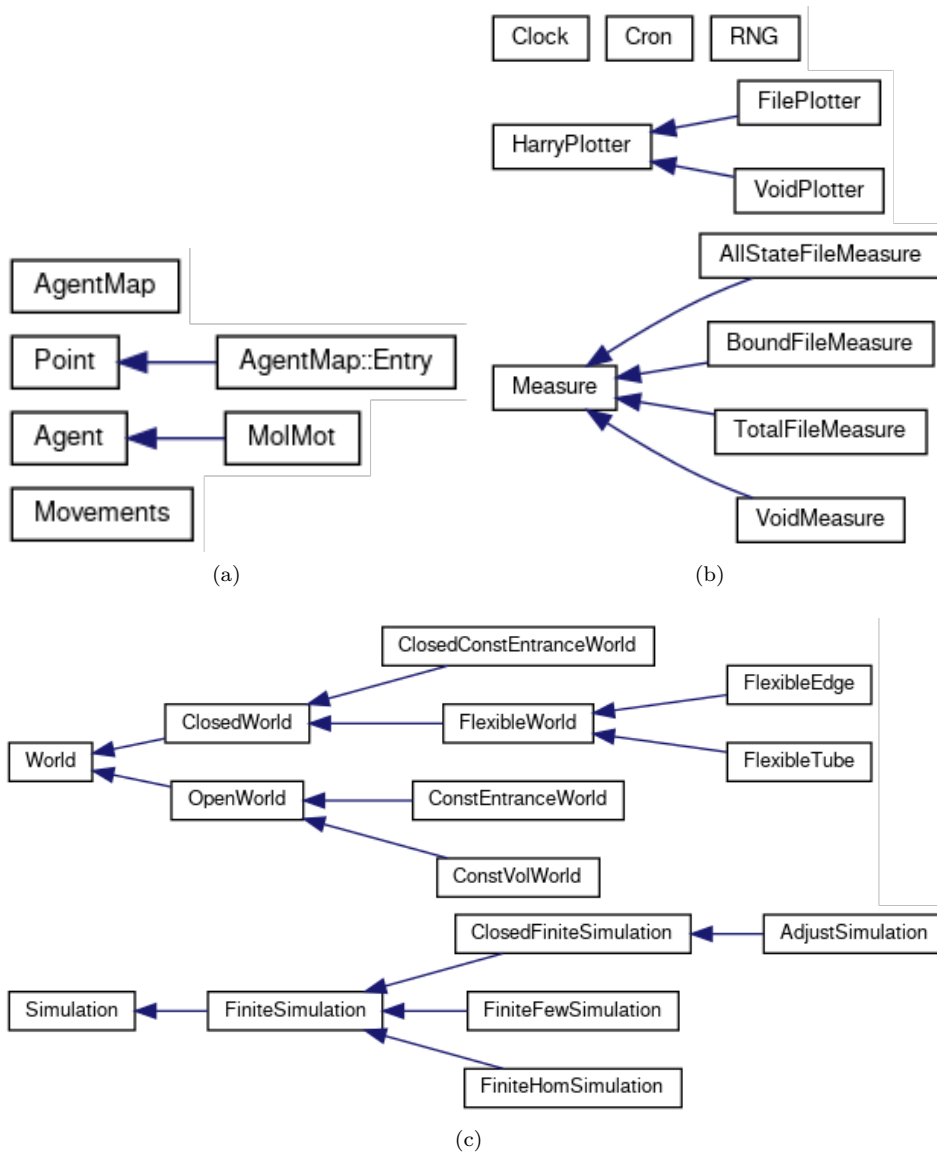 Clock Cron RNG
FilePlotter
HarryPlotter
VoidPlotter
AllStateFileMeasure
BoundFileMeasure
Measure
TotalFileMeasure
VoidMeasure
AgentMap
Point AgentMap::Entry
Agent MolMot
Movements
(a) (b)
ClosedConstEntranceWorld
FlexibleEdge
ClosedWorld FlexibleWorld
World FlexibleTube
OpenWorld ConstEntranceWorld
ConstVolWorld
ClosedFiniteSimulation AdjustSimulation
Simulation FiniteSimulation FiniteFewSimulation
FiniteHomSimulation
(c)